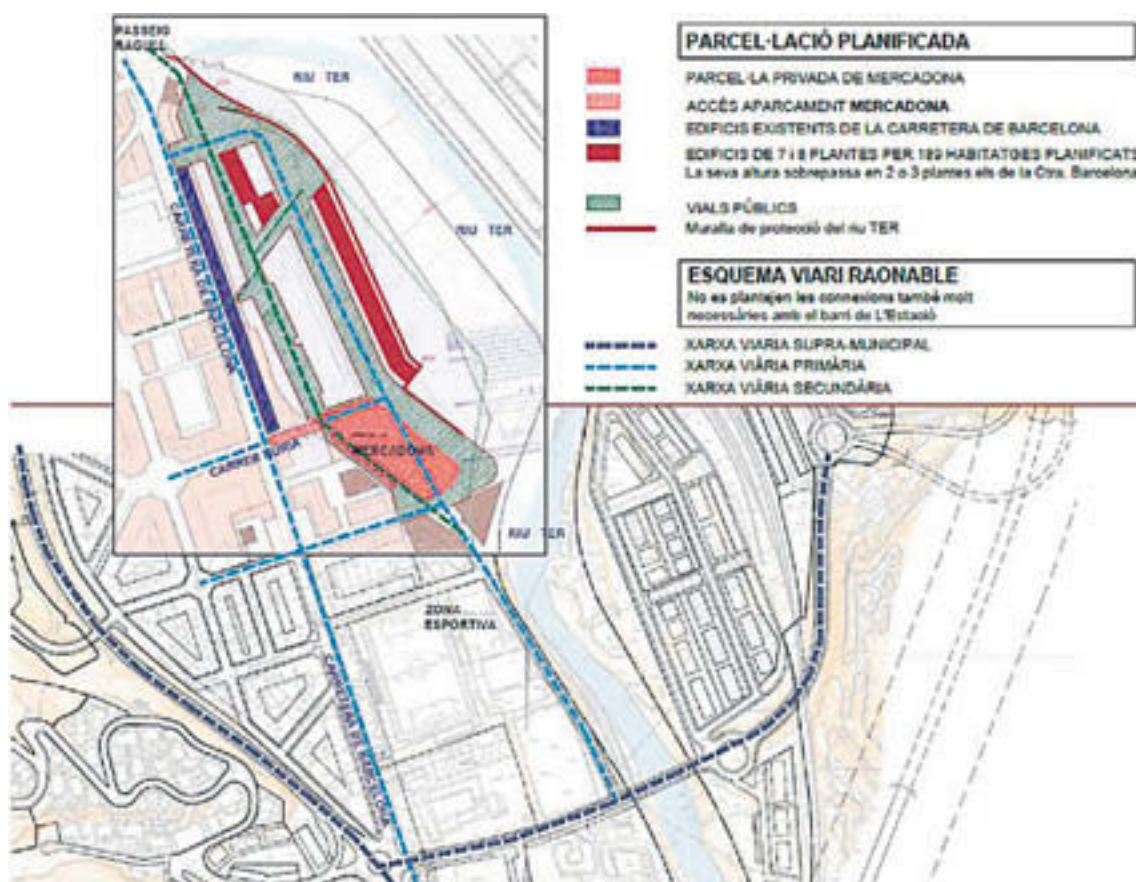 PASSEIG
RAGULL
RIU TER
RIU TER
CARRETERA DE BARCELONA
CARRER GURRI
MERCADONA
RIU TER
ZONA
ESPORTIVA
CARRETERA DE BARCELONA
PARCEL·LACIÓ PLANIFICADA
PARCEL·LA PRIVADA DE MERCADONA
ACCÉS APARCAMENT MERCADONA
EDIFICIS EXISTENTS DE LA CARRETERA DE BARCELONA
EDIFICIS DE 7 i 8 PLANTES PER 189 HABITATGES PLANIFICATS
La seva altura sobrepassa en 2 o 3 plantes els de la Ctra. Barcelona
VIALS PÚBLICS
Muralla de protecció del riu TER
ESQUEMA VIARI RAONABLE
No es plantejen les connexions també molt
necessàries amb el barri de L'Estació
XARXA VIARIA SUPRA-MUNICIPAL
XARXA VIÀRIA PRIMÀRIA
XARXA VIÀRIA SECUNDÀRIA